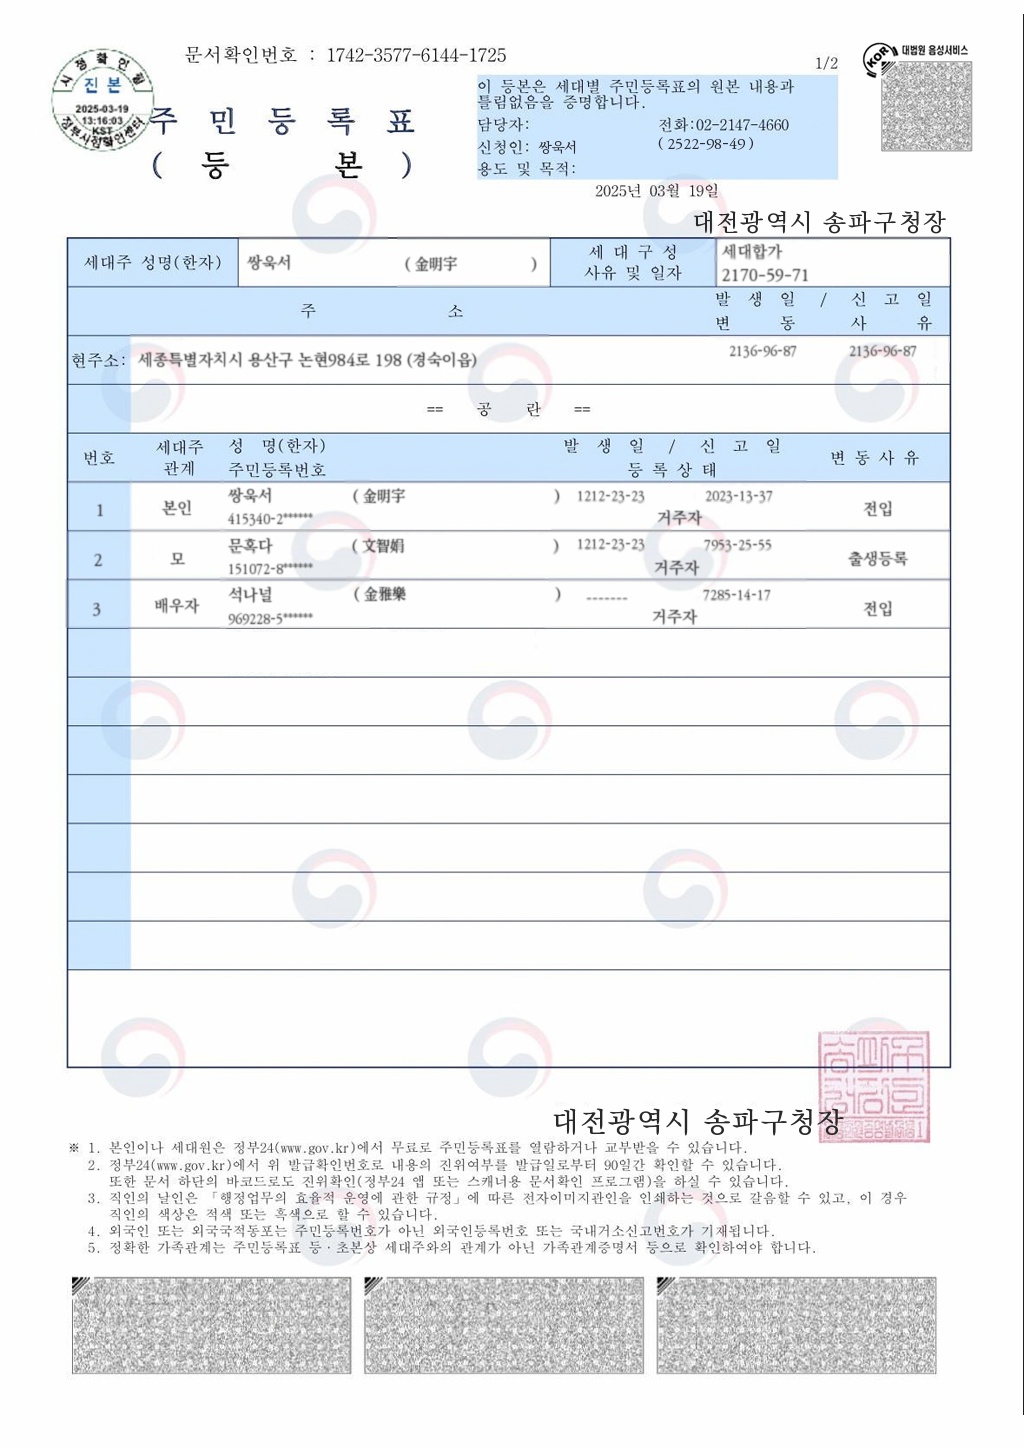 문서확인번호 : 1742-3577-6144-1725
시점확인필
진본
2025-03-19
13:16:03
KST
정부시점확인센터
1/2
대법원 음성서비스
KOR
주 민 등 록 표
( 등 본 )
이 등본은 세대별 주민등록표의 원본 내용과
틀림없음을 증명합니다.
담당자: 전화:02-2147-4660
신청인: 쌍욱서 ( 2522-98-49 )
용도 및 목적:
2025년 03월 19일
대전광역시 송파구청장
세대주 성명(한자) 쌍욱서 ( 金明宇 ) 세 대 구 성 세대합가
사유 및 일자 2170-59-71
주 소 발 생 일 / 신 고 일
변 동 사 유
현주소: 세종특별자치시 용산구 논현984로 198 (경숙이읍) 2136-96-87 2136-96-87
== 공 란 ==
번호 세대주 성 명(한자) 발 생 일 / 신 고 일 변 동 사 유
관계 주민등록번호 등 록 상 태
1 본인 쌍욱서 ( 金明宇 ) 1212-23-23 2023-13-37 전입
415340-2****** 거주자
2 모 문혹다 ( 文智娟 ) 1212-23-23 7953-25-55 출생등록
151072-8****** 거주자
3 배우자 석나널 ( 金雅樂 ) ------- 7285-14-17 전입
969228-5****** 거주자
대전광역시 송파구청장
※ 1. 본인이나 세대원은 정부24(www.gov.kr)에서 무료로 주민등록표를 열람하거나 교부받을 수 있습니다.
2. 정부24(www.gov.kr)에서 위 발급확인번호로 내용의 진위여부를 발급일로부터 90일간 확인할 수 있습니다.
또한 문서 하단의 바코드로도 진위확인(정부24 앱 또는 스캐너용 문서확인 프로그램)을 하실 수 있습니다.
3. 직인의 날인은 「행정업무의 효율적 운영에 관한 규정」에 따른 전자이미지관인을 인쇄하는 것으로 갈음할 수 있고, 이 경우
직인의 색상은 적색 또는 흑색으로 할 수 있습니다.
4. 외국인 또는 외국국적동포는 주민등록번호가 아닌 외국인등록번호 또는 국내거소신고번호가 기재됩니다.
5. 정확한 가족관계는 주민등록표 등·초본상 세대주와의 관계가 아닌 가족관계증명서 등으로 확인하여야 합니다.